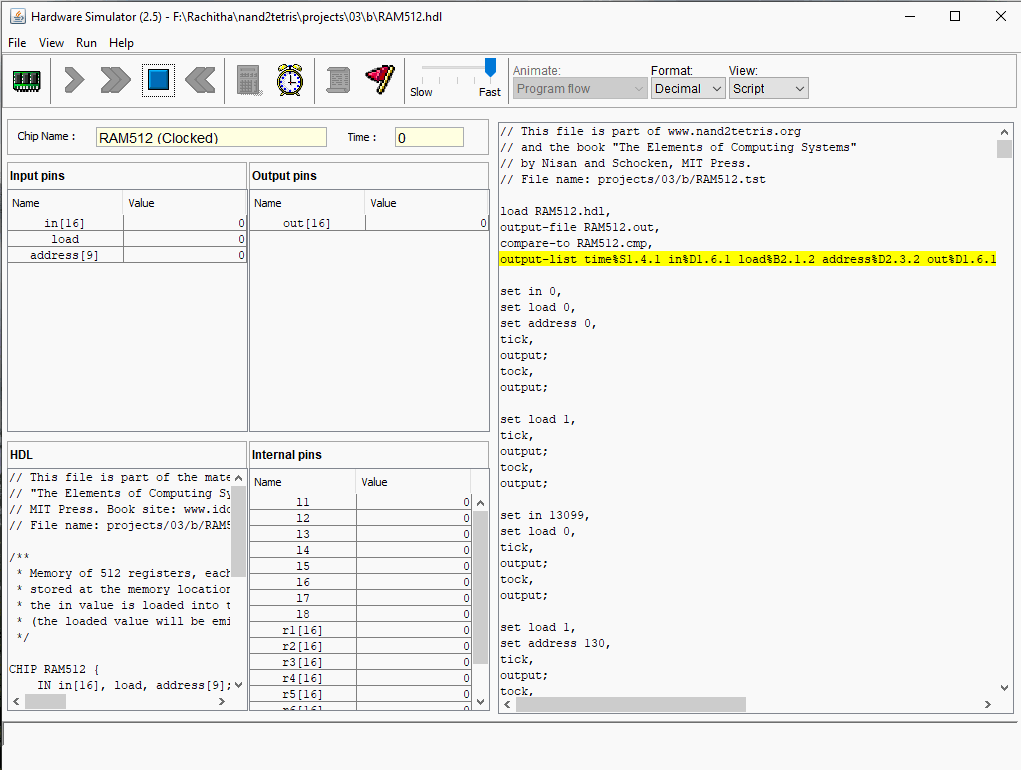 Hardware Simulator (2.5) - F:\Rachitha\nand2tetris\projects\03\b\RAM512.hdl
File View Run Help
Slow Fast
Animate:
Program flow
Format:
Decimal
View:
Script
Chip Name : RAM512 (Clocked) Time : 0
Input pins
Name Value
in[16] 0
load 0
address[9] 0
Output pins
Name Value
out[16] 0
HDL
// This file is part of the mate
// "The Elements of Computing Sy
// MIT Press. Book site: www.idc
// File name: projects/03/b/RAM5
/**
* Memory of 512 registers, each
* stored at the memory location
* the in value is loaded into t
* (the loaded value will be emi
*/
CHIP RAM512 {
IN in[16], load, address[9];
Internal pins
Name Value
l1 0
l2 0
l3 0
l4 0
l5 0
l6 0
l7 0
l8 0
r1[16] 0
r2[16] 0
r3[16] 0
r4[16] 0
r5[16] 0
r6[16] 0
// This file is part of www.nand2tetris.org
// and the book "The Elements of Computing Systems"
// by Nisan and Schocken, MIT Press.
// File name: projects/03/b/RAM512.tst
load RAM512.hdl,
output-file RAM512.out,
compare-to RAM512.cmp,
output-list time%S1.4.1 in%D1.6.1 load%B2.1.2 address%D2.3.2 out%D1.6.1
set in 0,
set load 0,
set address 0,
tick,
output;
tock,
output;
set load 1,
tick,
output;
tock,
output;
set in 13099,
set load 0,
tick,
output;
tock,
output;
set load 1,
set address 130,
tick,
output;
tock,